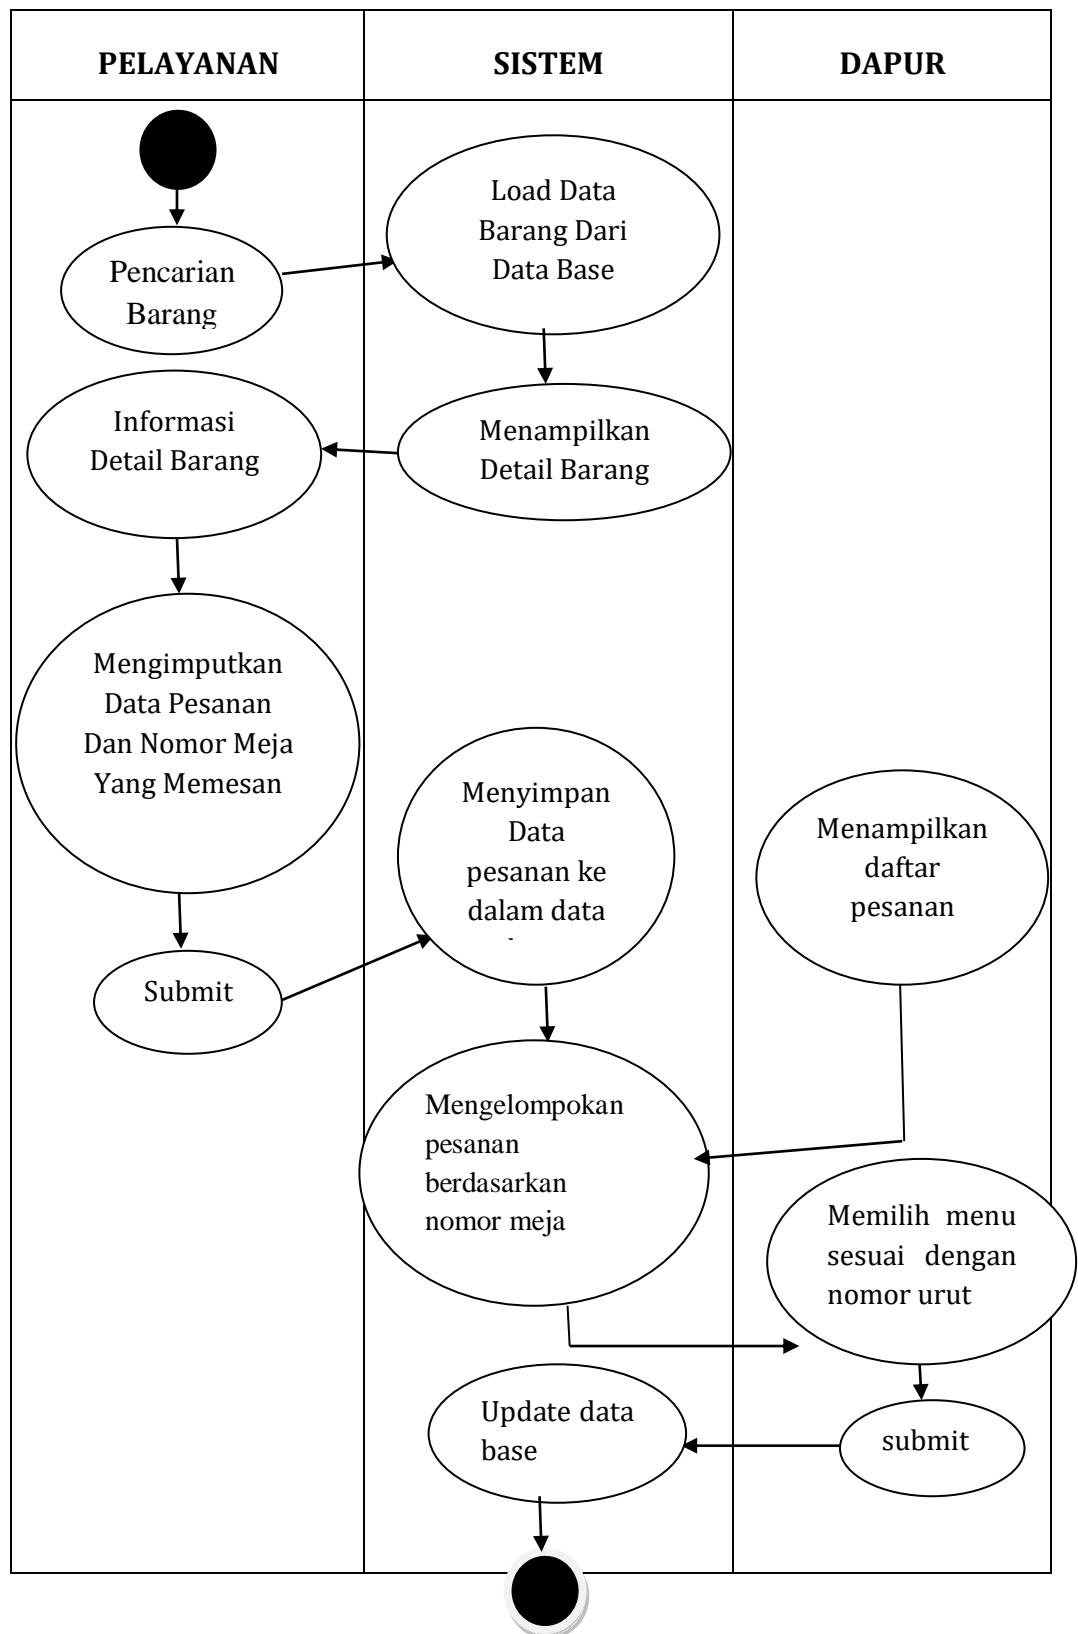 PELAYANAN
SISTEM
DAPUR
Pencarian
Barang
Load Data
Barang Dari
Data Base
Menampilkan
Detail Barang
Informasi
Detail Barang
Mengimputkan
Data Pesanan
Dan Nomor Meja
Yang Memesan
Submit
Menyimpan
Data
pesanan ke
dalam data
Menampilkan
daftar
pesanan
Mengelompokan
pesanan
berdasarkan
nomor meja
Memilih menu
sesuai dengan
nomor urut
submit
Update data
base